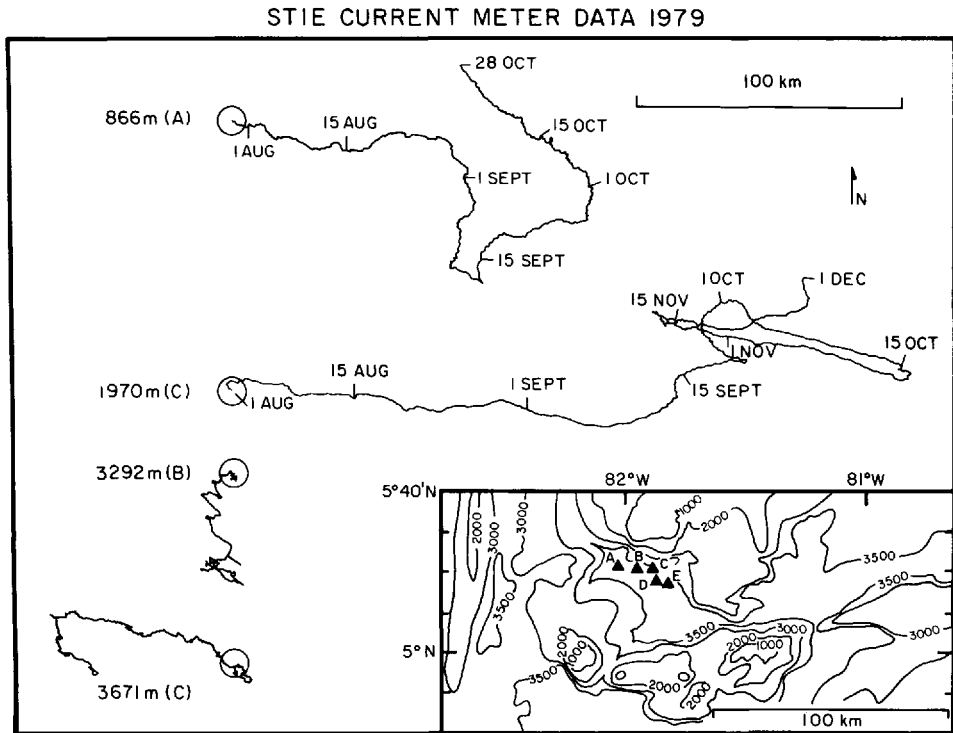 STIE CURRENT METER DATA 1979
28 OCT
100 km
866m (A)
15 AUG
15 OCT
1 AUG
1 SEPT
1 OCT
N
15 SEPT
1 OCT
1 DEC
15 NOV
15 OCT
1 NOV
15 AUG
1 SEPT
15 SEPT
1970m (C)
1 AUG
3292m (B)
82°W
81°W
5°40'N
2000
3000
3000
1000
2000
3500
3500
A
B
C
D
E
3500
3500
3000
3000
2000
1000
2000
1000
5°N
3500
2000
2000
3671m (C)
100 km